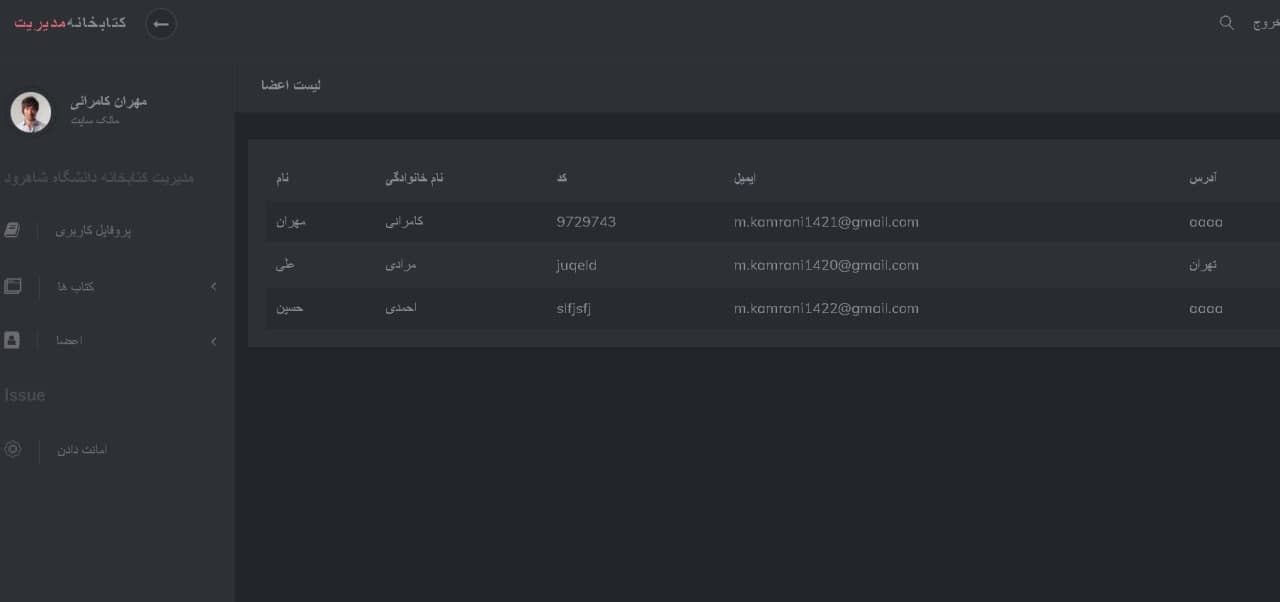 کتابخانه مدیریت
خروج
مهران کامرانی
مالک سایت
مدیریت کتابخانه دانشگاه شاهرود
پروفایل کاربری
کتاب ها
اعضا
Issue
امانت دادن
لیست اعضا
نام نام خانوادگی کد ایمیل آدرس
مهران کامرانی 9729743 m.kamrani1421@gmail.com aaaa
علی مرادی juqeld m.kamrani1420@gmail.com تهران
حسین احمدی slfjsfj m.kamrani1422@gmail.com aaaa